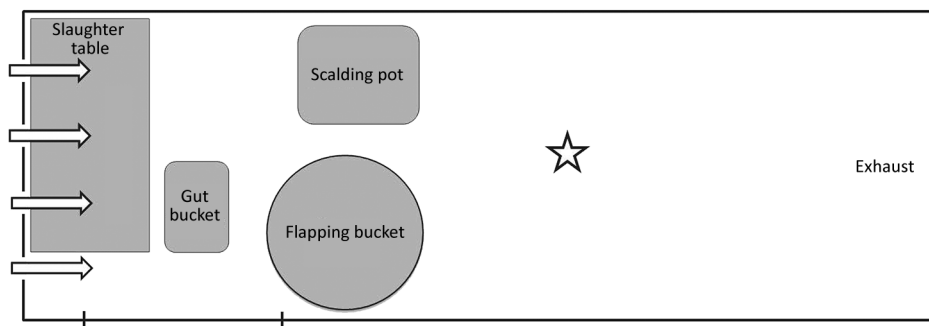 Slaughter
table
Scalding pot
Gut
bucket
Flapping bucket
Exhaust